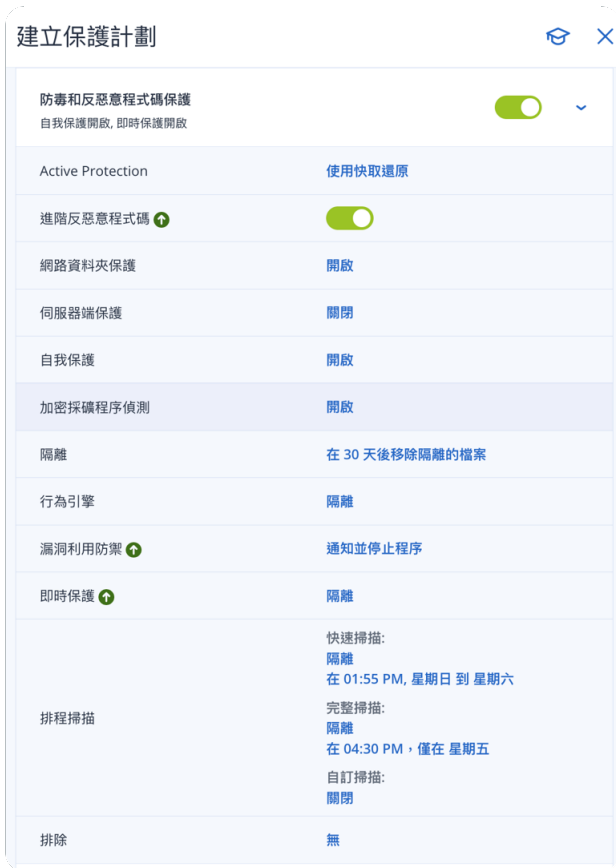 建立保護計劃
防毒和反惡意程式碼保護
自我保護開啟, 即時保護開啟
Active Protection
使用快取還原
進階反惡意程式碼
網路資料夾保護
開啟
伺服器端保護
關閉
自我保護
開啟
加密採礦程序偵測
開啟
隔離
在 30 天後移除隔離的檔案
行為引擎
隔離
漏洞利用防禦
通知並停止程序
即時保護
隔離
排程掃描
快速掃描:
隔離
在 01:55 PM, 星期日 到 星期六
完整掃描:
隔離
在 04:30 PM，僅在 星期五
自訂掃描:
關閉
排除
無